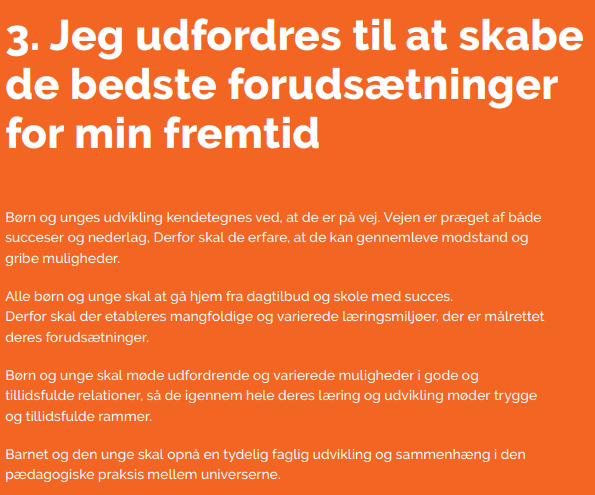 3. Jeg udfordres til at skabe
de bedste forudsætninger
for min fremtid
Børn og unges udvikling kendetegnes ved, at de er på vej. Vejen er præget af både
succeser og nederlag, Derfor skal de erfare, at de kan gennemleve modstand og
gribe muligheder.
Alle børn og unge skal at gå hjem fra dagtilbud og skole med succes.
Derfor skal der etableres mangfoldige og varierede læringsmiljøer, der er målrettet
deres forudsætninger.
Børn og unge skal møde udfordrende og varierede muligheder i gode og
tillidsfulde relationer, så de igennem hele deres læring og udvikling møder trygge
og tillidsfulde rammer.
Barnet og den unge skal opnå en tydelig faglig udvikling og sammenhæng i den
pædagogiske praksis mellem universerne.